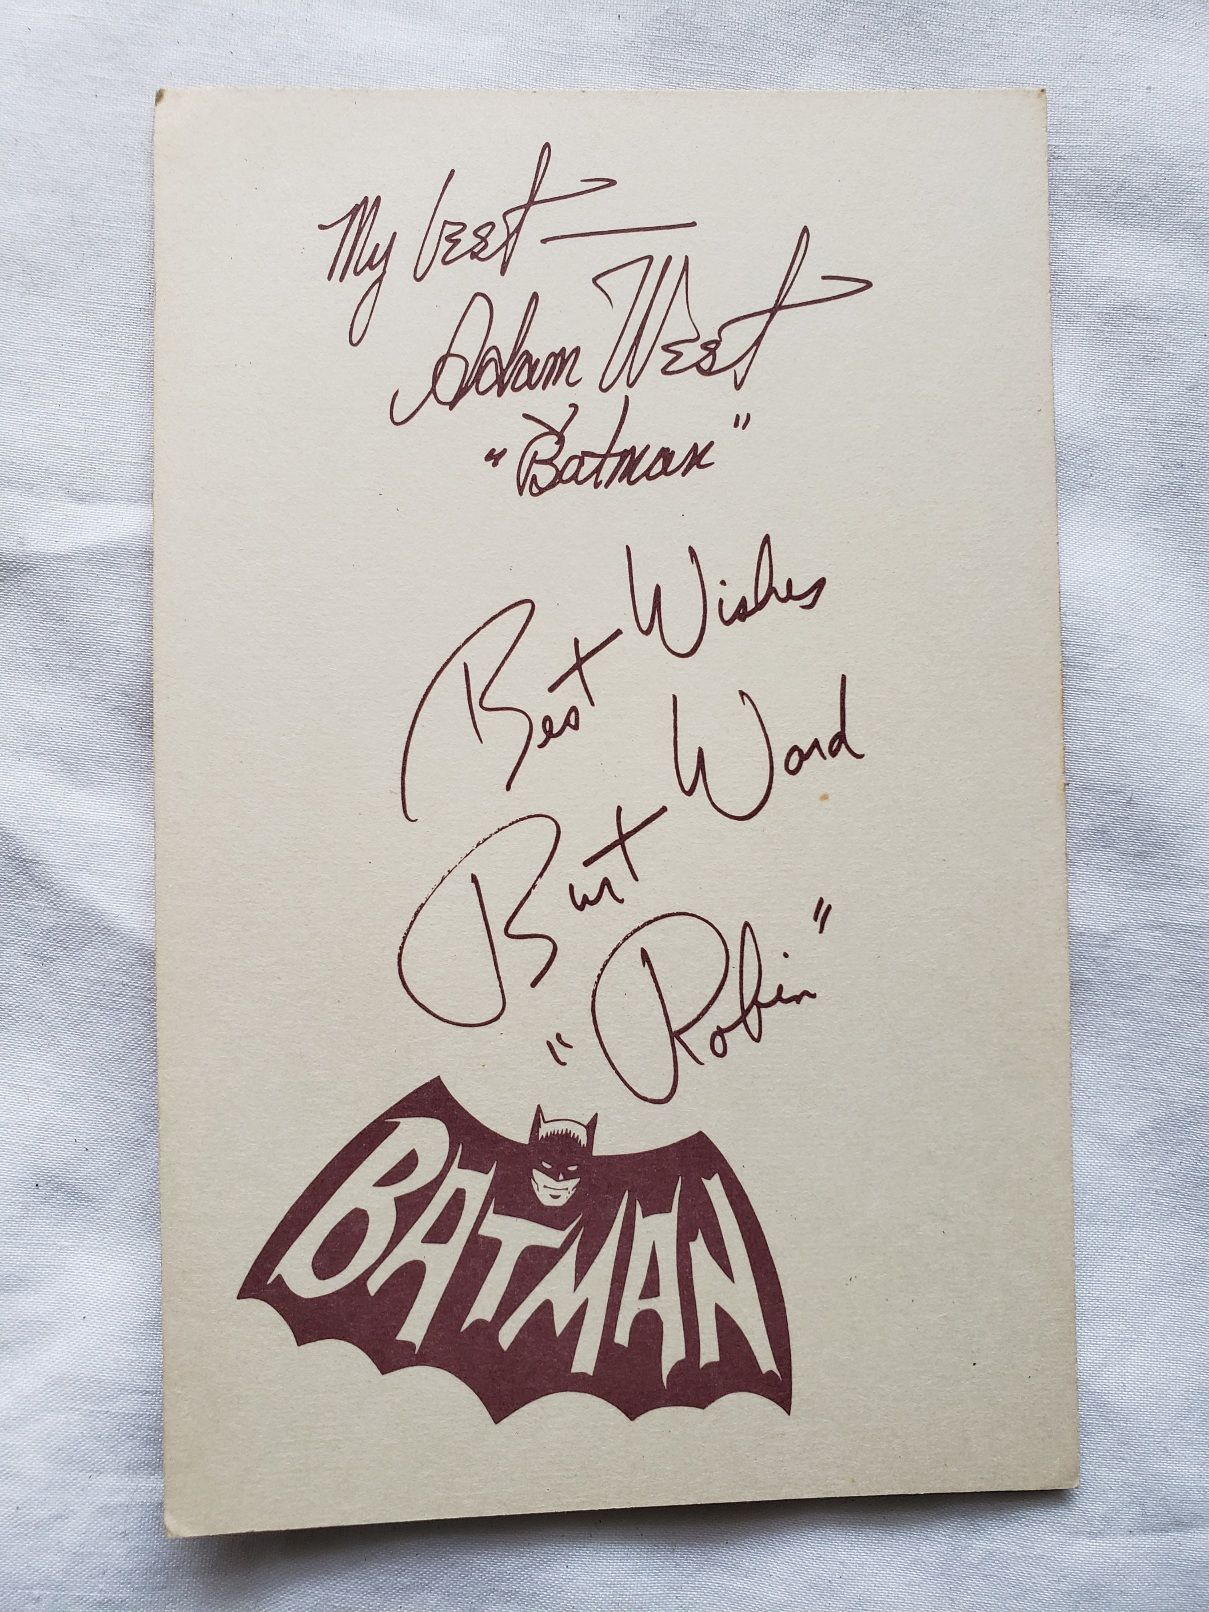 My best —
Adam West
"Batman"
Best Wishes
Burt Ward
"Robin"
BATMAN